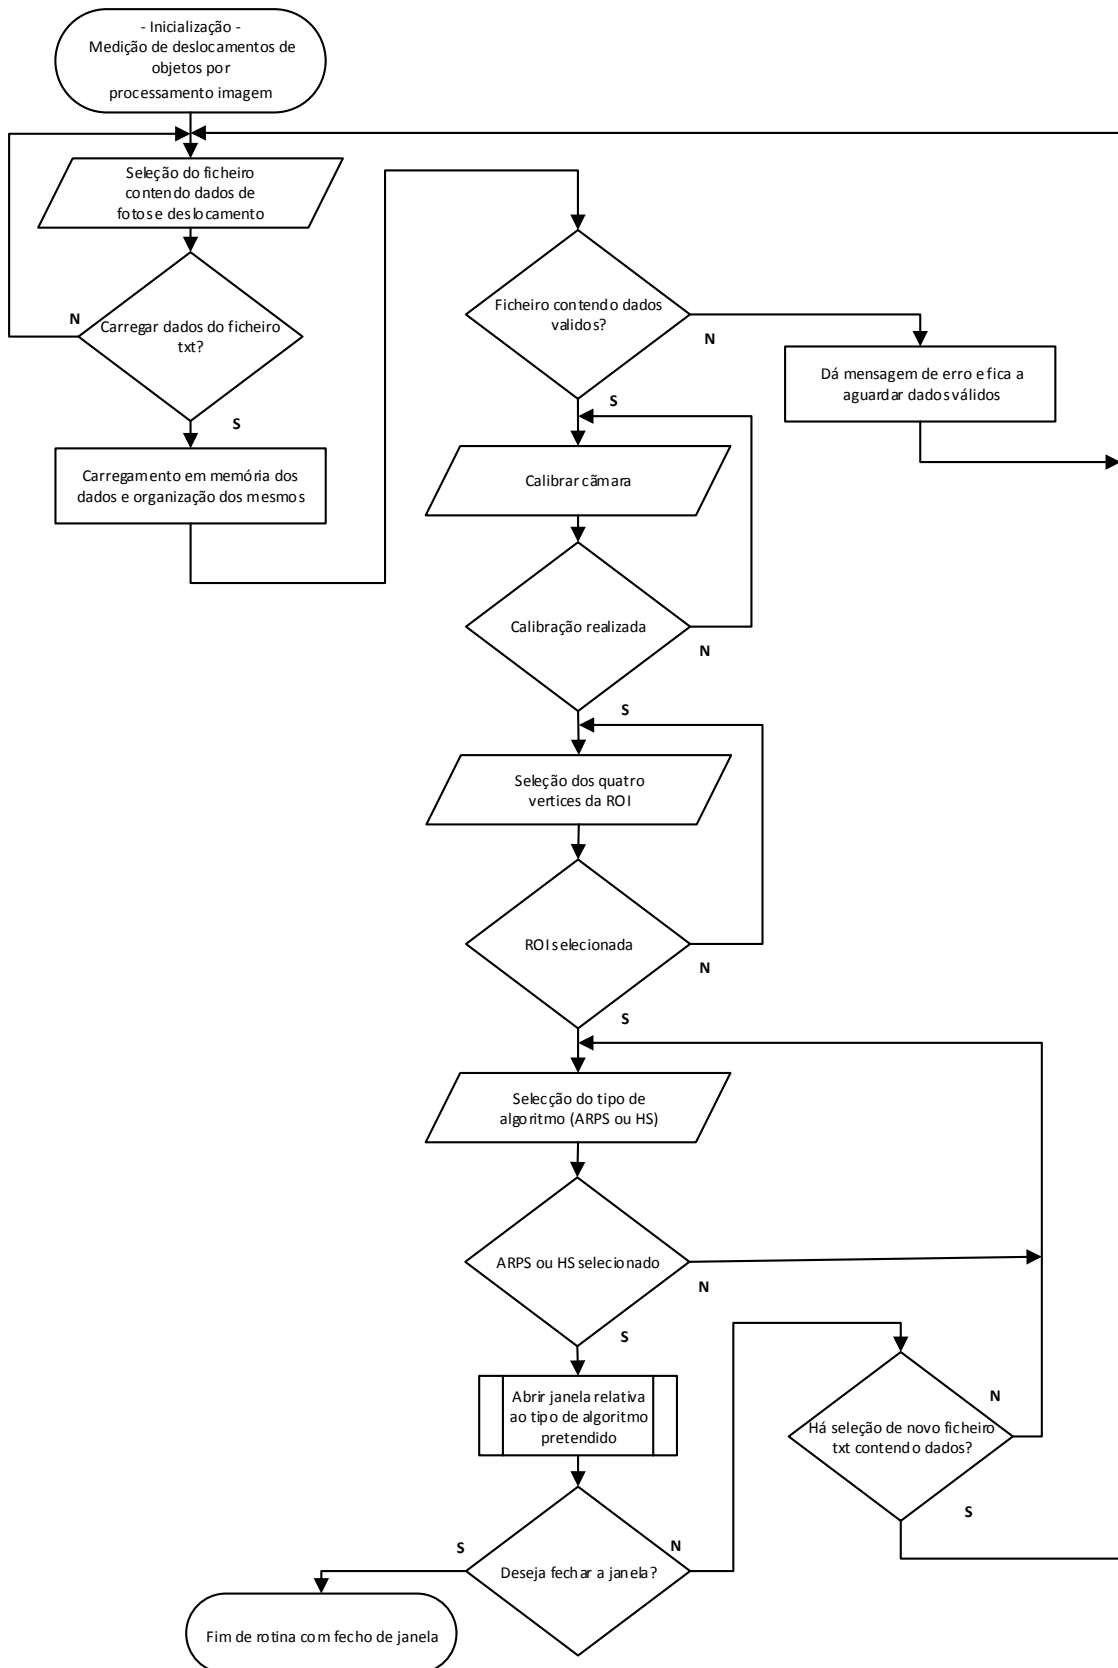 - Inicialização -
Medição de deslocamentos de
objetos por
processamento imagem
Seleção do ficheiro
contendo dados de
fotos e deslocamento
N
Carregar dados do ficheiro
txt?
S
Carregamento em memória dos
dados e organização dos mesmos
Ficheiro contendo dados
validos?
N
Dá mensagem de erro e fica a
aguardar dados válidos
S
Calibrar câmara
Calibração realizada
N
S
Seleção dos quatro
vertices da ROI
ROI selecionada
N
S
Selecção do tipo de
algoritmo (ARPS ou HS)
ARPS ou HS selecionado
N
S
Abrir janela relativa
ao tipo de algoritmo
pretendido
N
Há seleção de novo ficheiro
txt contendo dados?
S
S
N
Deseja fechar a janela?
Fim de rotina com fecho de janela